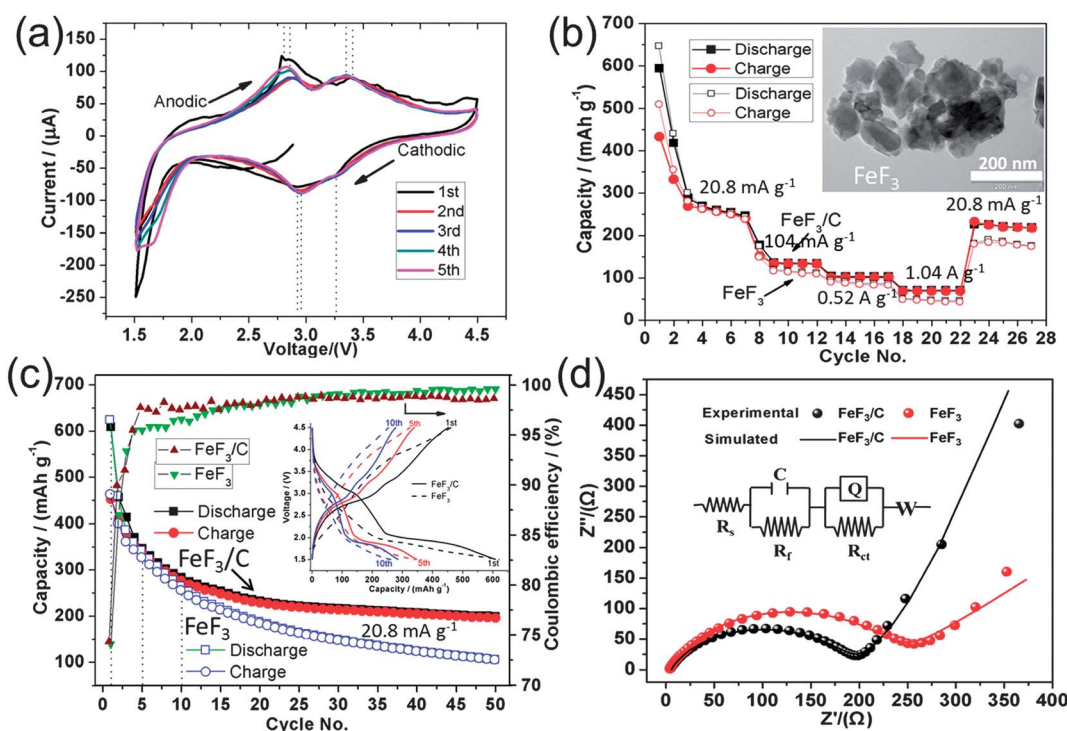 (a)
150
100
50
0
-50
-100
-150
-200
-250
Current / (μA)
Anodic
Cathodic
1st
2nd
3rd
4th
5th
1.5 2.0 2.5 3.0 3.5 4.0 4.5
Voltage/(V)
(b)
700
600
500
400
300
200
100
0
Capacity / (mAh g⁻¹)
Discharge
Charge
Discharge
Charge
200 nm
FeF₃
20.8 mA g⁻¹
20.8 mA g⁻¹
FeF₃/C
104 mA g⁻¹
FeF₃
0.52 A g⁻¹
1.04 A g⁻¹
0 2 4 6 8 10 12 14 16 18 20 22 24 26 28
Cycle No.
(c)
700
600
500
400
300
200
100
Capacity / (mAh g⁻¹)
100
95
90
85
80
75
70
Coulombic efficiency / (%)
FeF₃/C
FeF₃
Discharge
Charge
FeF₃/C
FeF₃
Discharge
Charge
20.8 mA g⁻¹
4.5
4.0
3.5
3.0
2.5
2.0
1.5
Voltage / (V)
10th 5th 1st
FeF₃/C
FeF₃
10th 5th 1st
0 100 200 300 400 500 600
Capacity / (mAh g⁻¹)
0 5 10 15 20 25 30 35 40 45 50
Cycle No.
(d)
450
400
350
300
250
200
150
100
50
0
Z''/(Ω)
Experimental FeF₃/C FeF₃
Simulated FeF₃/C FeF₃
C Q
Rs Rf Rct W
0 50 100 150 200 250 300 350 400
Z'/(Ω)